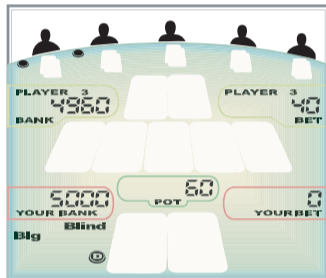 PLAYER 3 PLAYER 3
4860 40
BANK BET
60
5000 POT 0
YOUR BANK YOUR BET
Big Blind